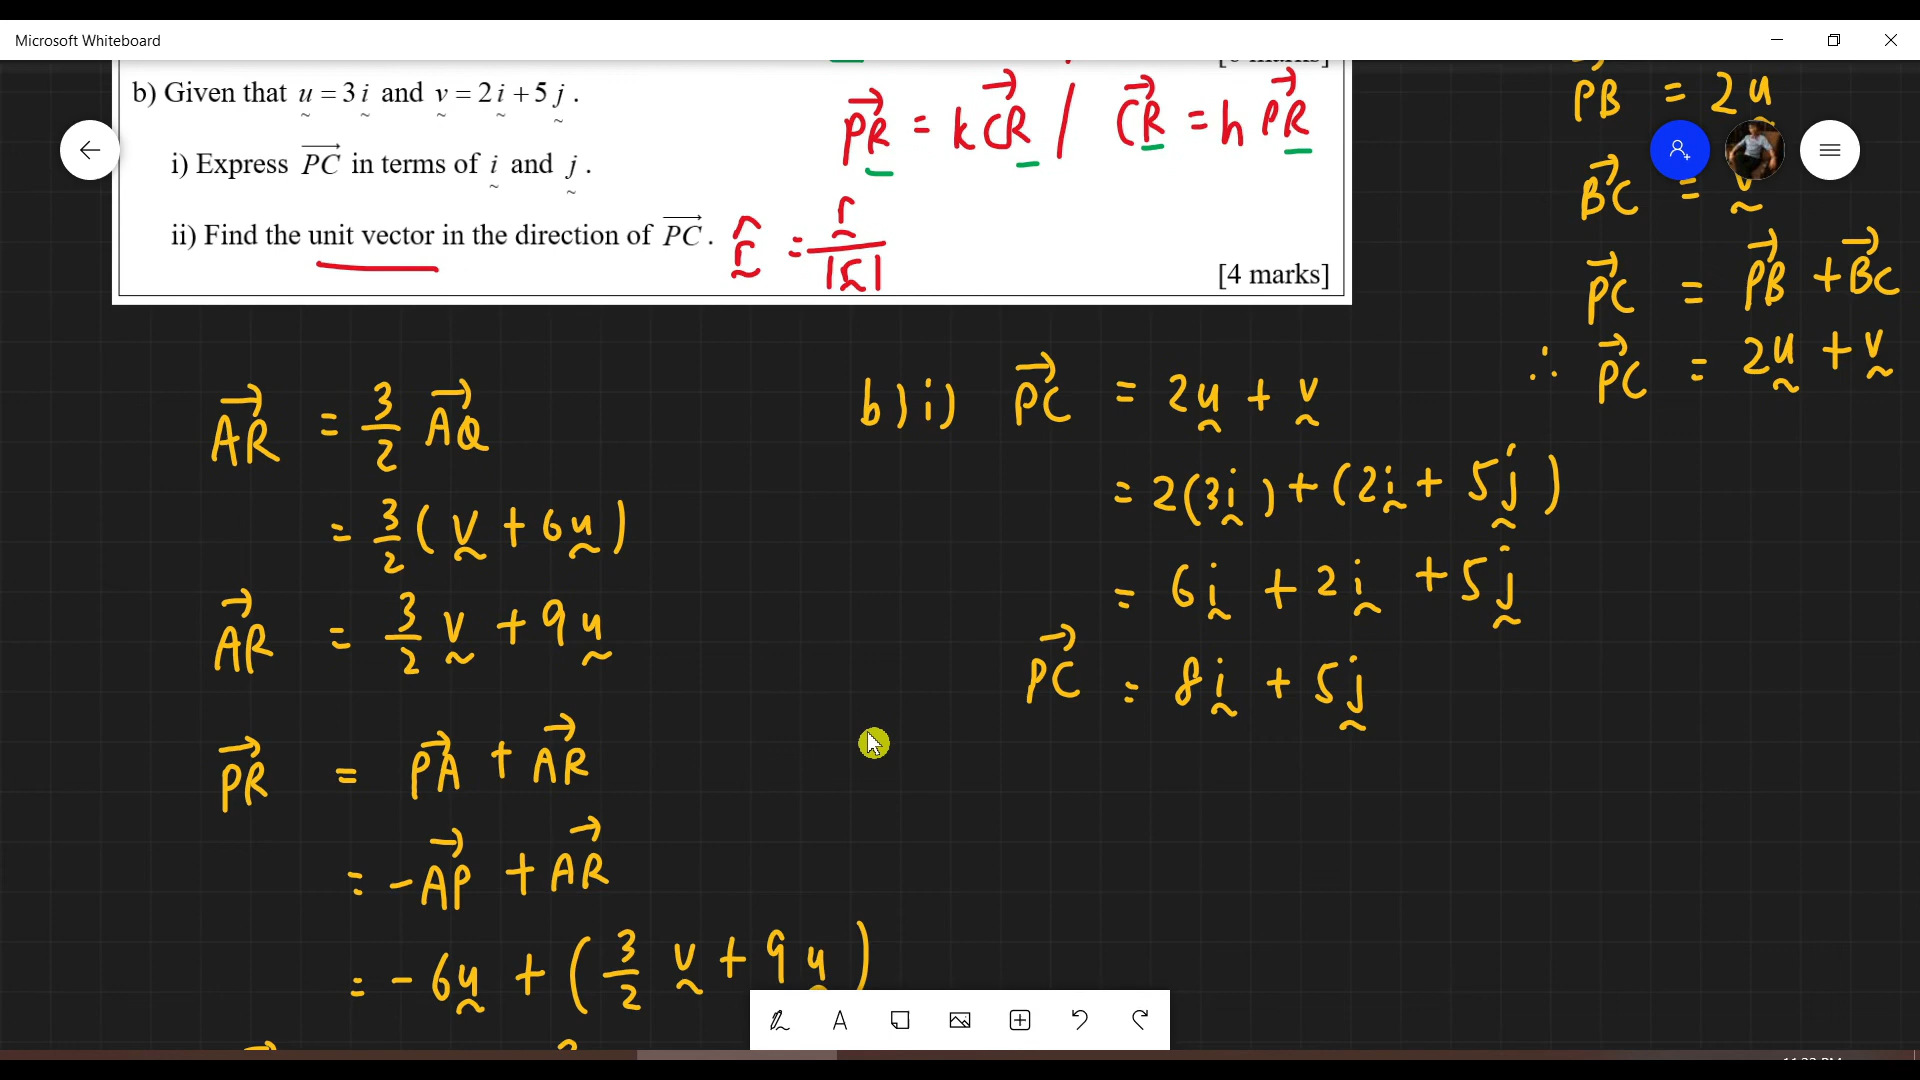 Microsoft Whiteboard
b) Given that u = 3i and v = 2i + 5j.
i) Express PC in terms of i and j.
ii) Find the unit vector in the direction of PC.
[4 marks]
PR = kCR / CR = hPR
r̂ = r/|r|
PB = 2u
BC = v
PC = PB + BC
∴ PC = 2u + v
AR = 3/2 AQ
= 3/2 (v + 6u)
AR = 3/2 v + 9u
PR = PA + AR
= -AP + AR
= -6u + (3/2 v + 9u)
b) i) PC = 2u + v
= 2(3i) + (2i + 5j)
= 6i + 2i + 5j
PC = 8i + 5j